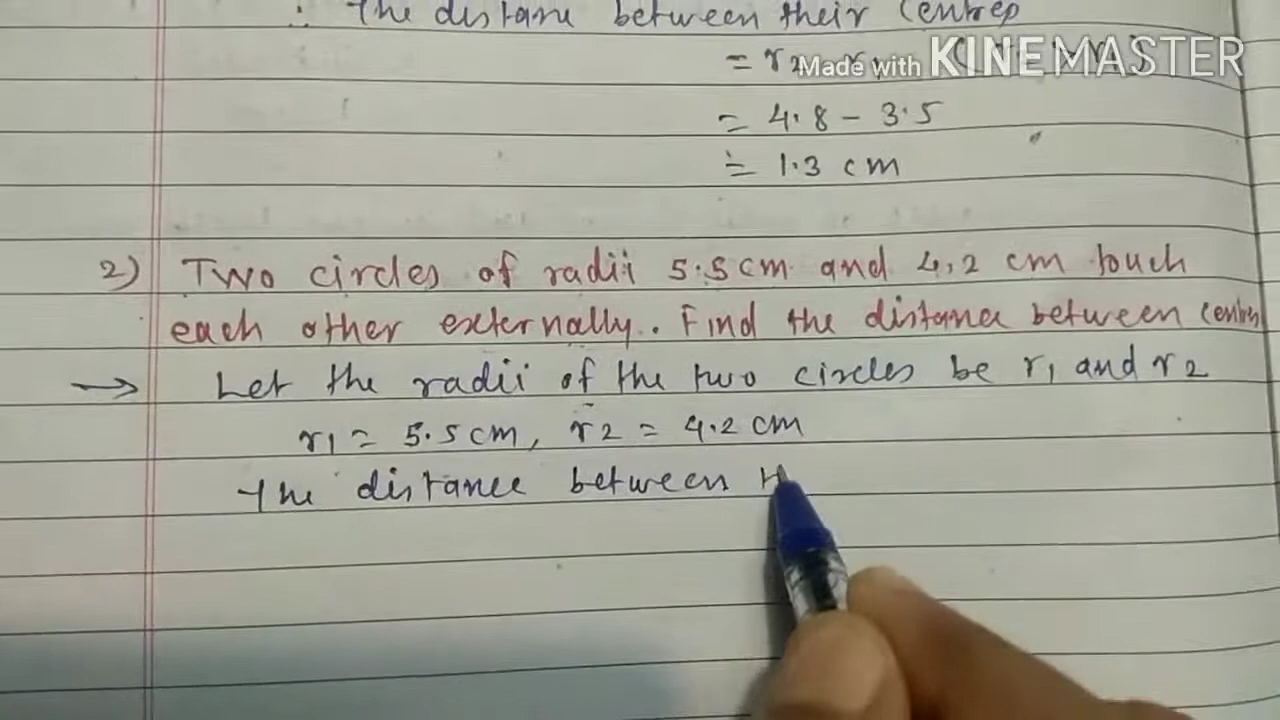 ∴ The distance between their Centres
= r2
Made with KINEMASTER
= 4.8 - 3.5
= 1.3 cm
2) Two circles of radii 5.5 cm and 4.2 cm touch
each other externally. Find the distance between
→ Let the radii of the two circles be r1 and r2
r1 = 5.5 cm, r2 = 4.2 cm
The distance between